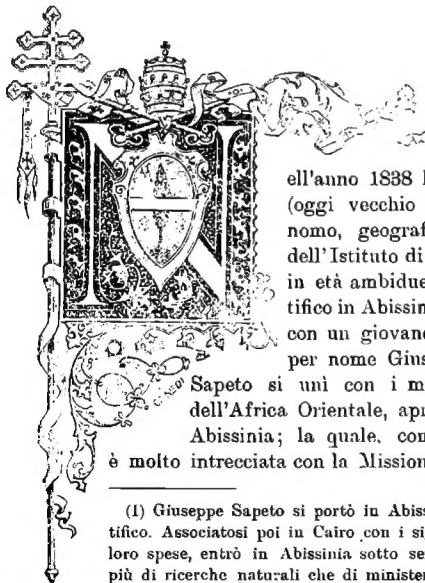 Nell'anno 1838 l
(oggi vecchio
nomo, geograf
dell'Istituto di
in età ambidue
tifico in Abissin
con un giovane
per nome Gius
Sapeto si unì con i m
dell'Africa Orientale, apr
Abissinia; la quale, con
è molto intrecciata con la Mission
(1) Giuseppe Sapeto si portò in Abiss
tifico. Associatosi poi in Cairo con i si
loro spese, entrò in Abissinia sotto se
più di ricerche naturali che di minister